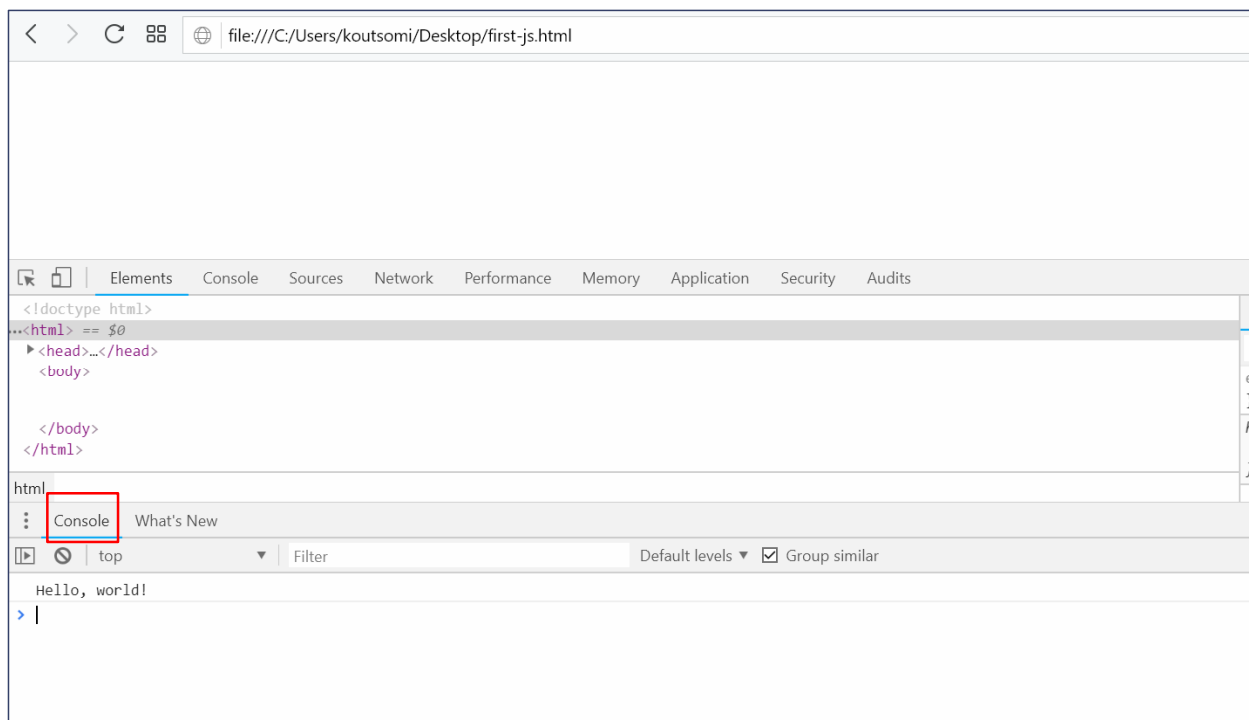 file:///C:/Users/koutsomi/Desktop/first-js.html
Elements Console Sources Network Performance Memory Application Security Audits
<!doctype html>
…<html> == $0
<head>…</head>
<body>
</body>
</html>
html
Console What's New
top Filter Default levels Group similar
Hello, world!
>